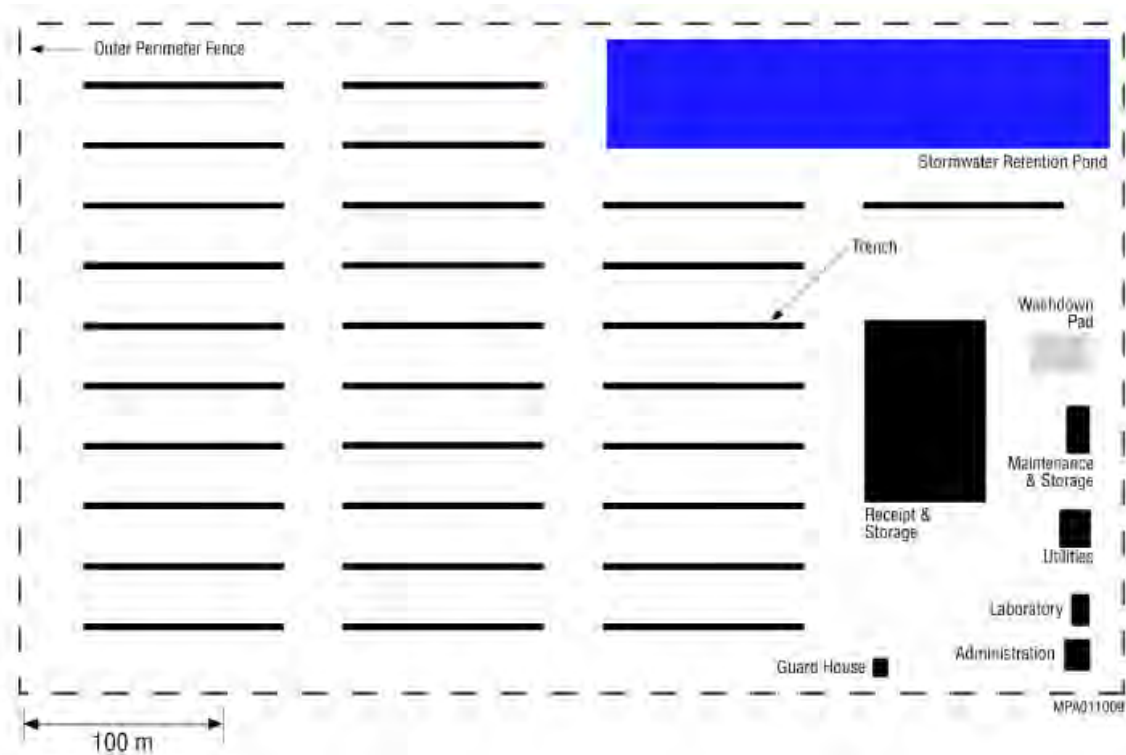 Outer Perimeter Fence
Stormwater Retention Pond
Trench
Washdown
Pad
Maintenance
& Storage
Receipt &
Storage
Utilities
Laboratory
Administration
Guard House
MPA011009
100 m